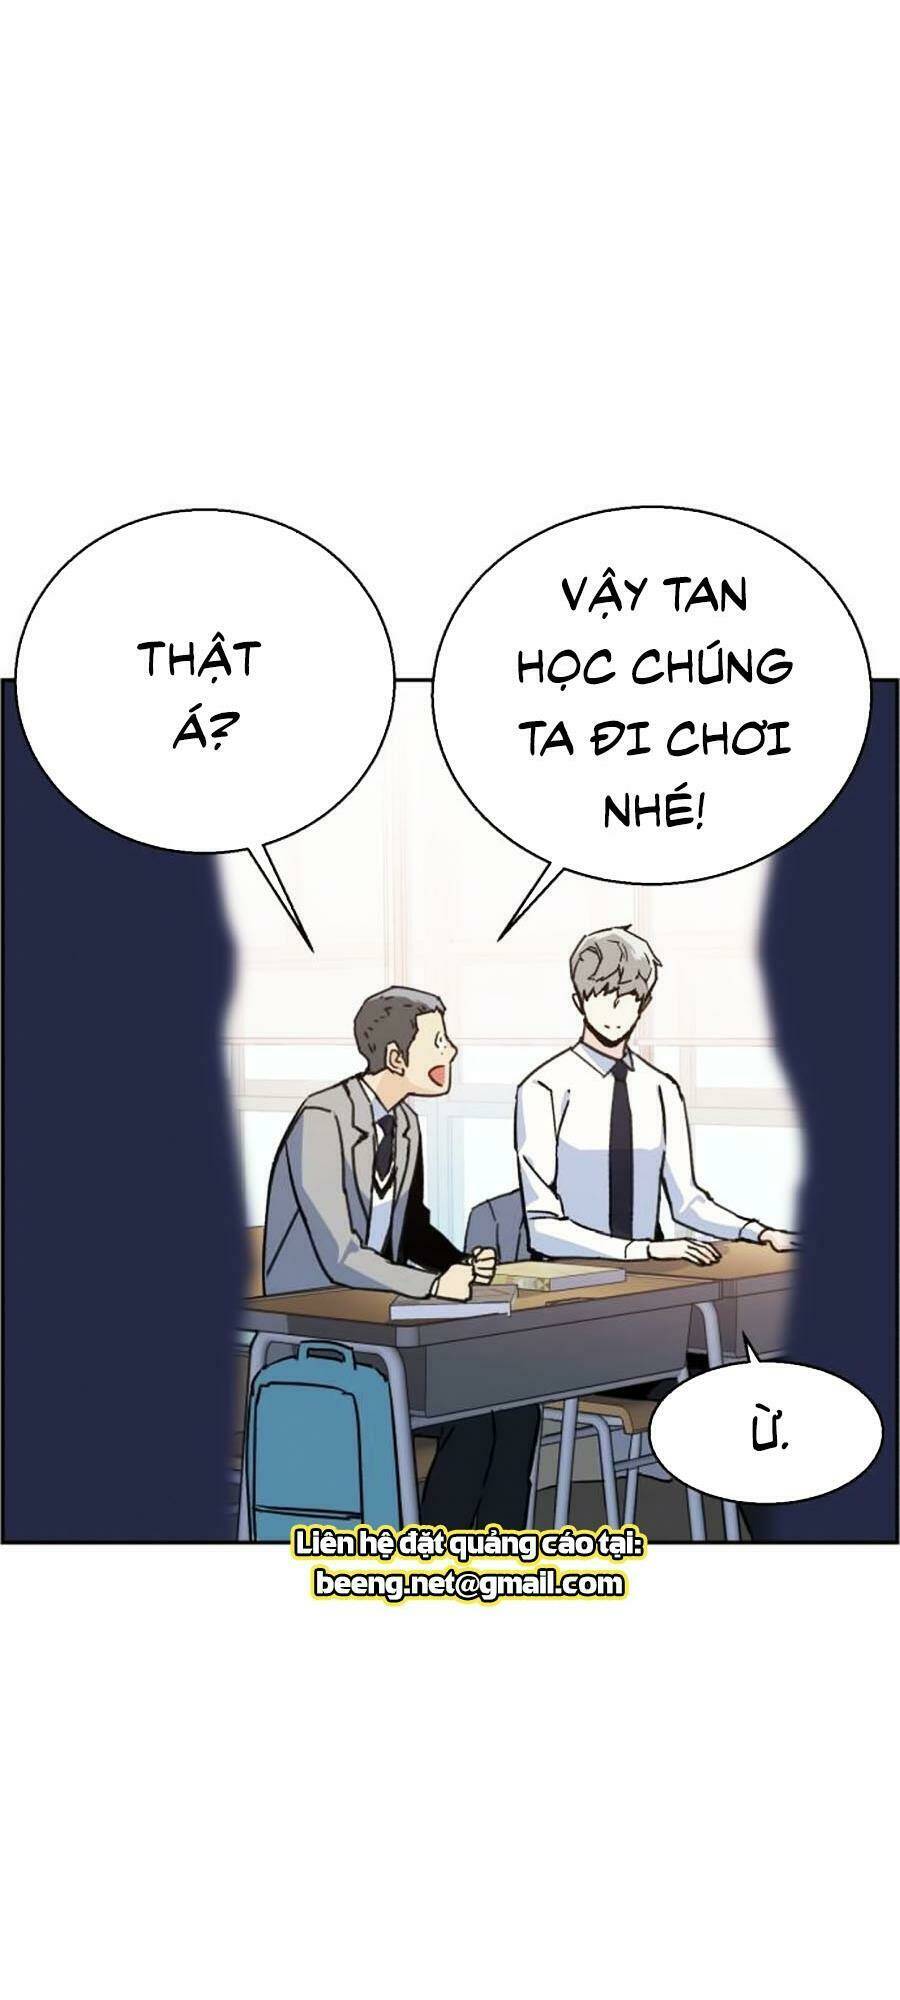 THẬT
Á?
VẬY TAN
HỌC CHÚNG
TA ĐI CHƠI
NHÉ!
Ừ.
Liên hệ đặt quảng cáo tại:
beeng.net@gmail.com